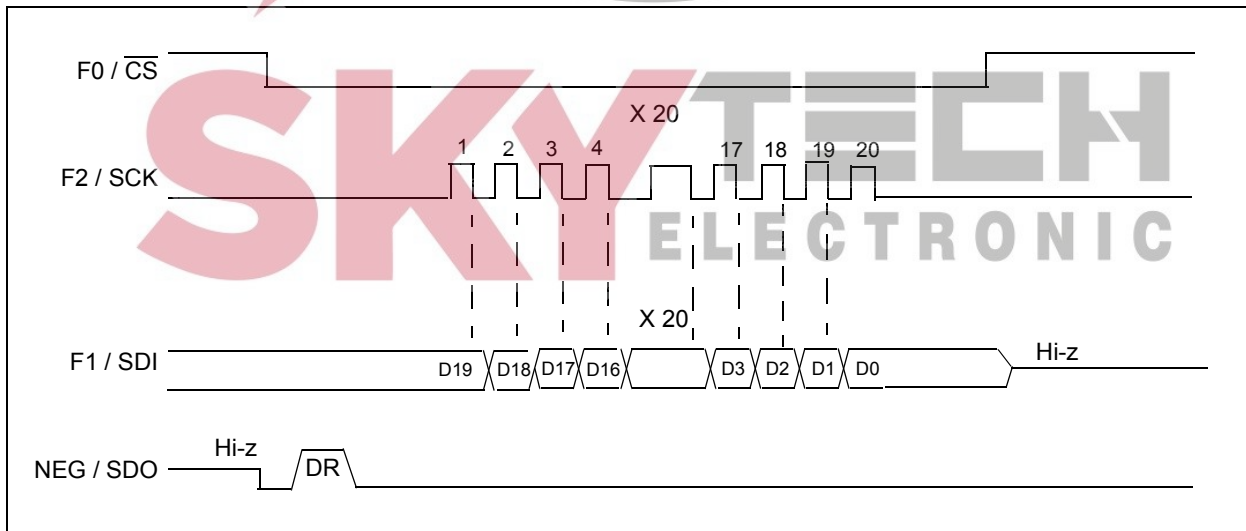 F0 / CS
X 20
1 2 3 4 17 18 19 20
F2 / SCK
X 20
F1 / SDI
D19 D18 D17 D16 D3 D2 D1 D0
Hi-z
Hi-z
NEG / SDO
DR
SKY TECH
ELECTRONIC